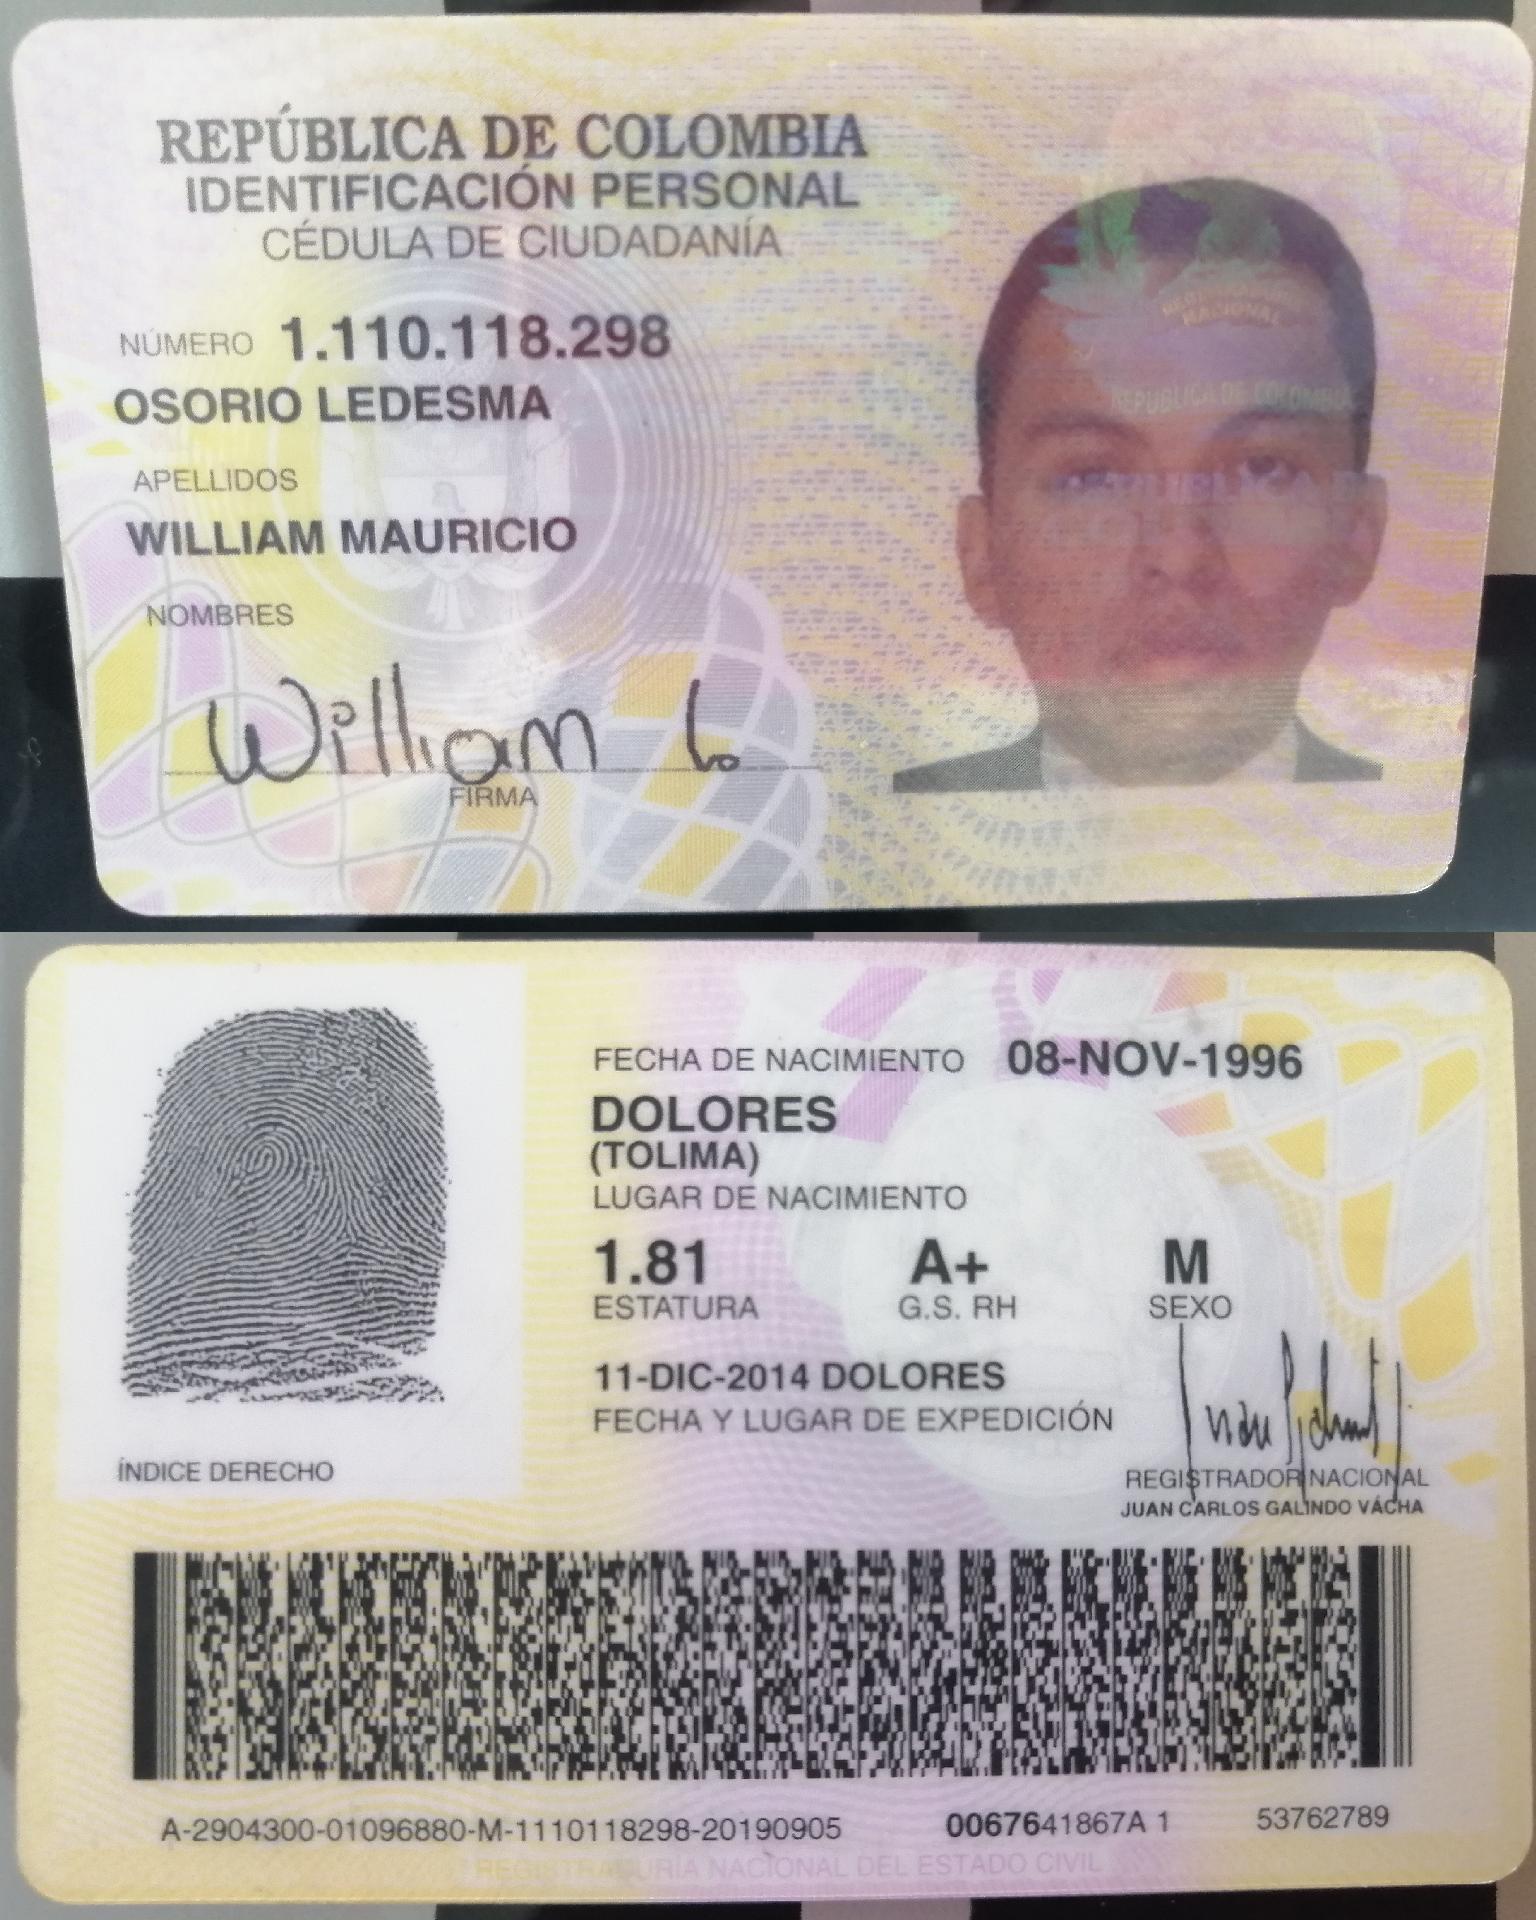 REPÚBLICA DE COLOMBIA
IDENTIFICACIÓN PERSONAL
CÉDULA DE CIUDADANÍA
NÚMERO 1.110.118.298
OSORIO LEDESMA
APELLIDOS
WILLIAM MAURICIO
NOMBRES
William L.
FIRMA
REPUBLICA DE COLOMBIA
FECHA DE NACIMIENTO 08-NOV-1996
DOLORES
(TOLIMA)
LUGAR DE NACIMIENTO
1.81 A+ M
ESTATURA G.S. RH SEXO
11-DIC-2014 DOLORES
FECHA Y LUGAR DE EXPEDICIÓN
ÍNDICE DERECHO
REGISTRADOR NACIONAL
JUAN CARLOS GALINDO VÁCHA
A-2904300-01096880-M-1110118298-20190905 0067641867A 1 53762789
REGISTRADURÍA NACIONAL DEL ESTADO CIVIL